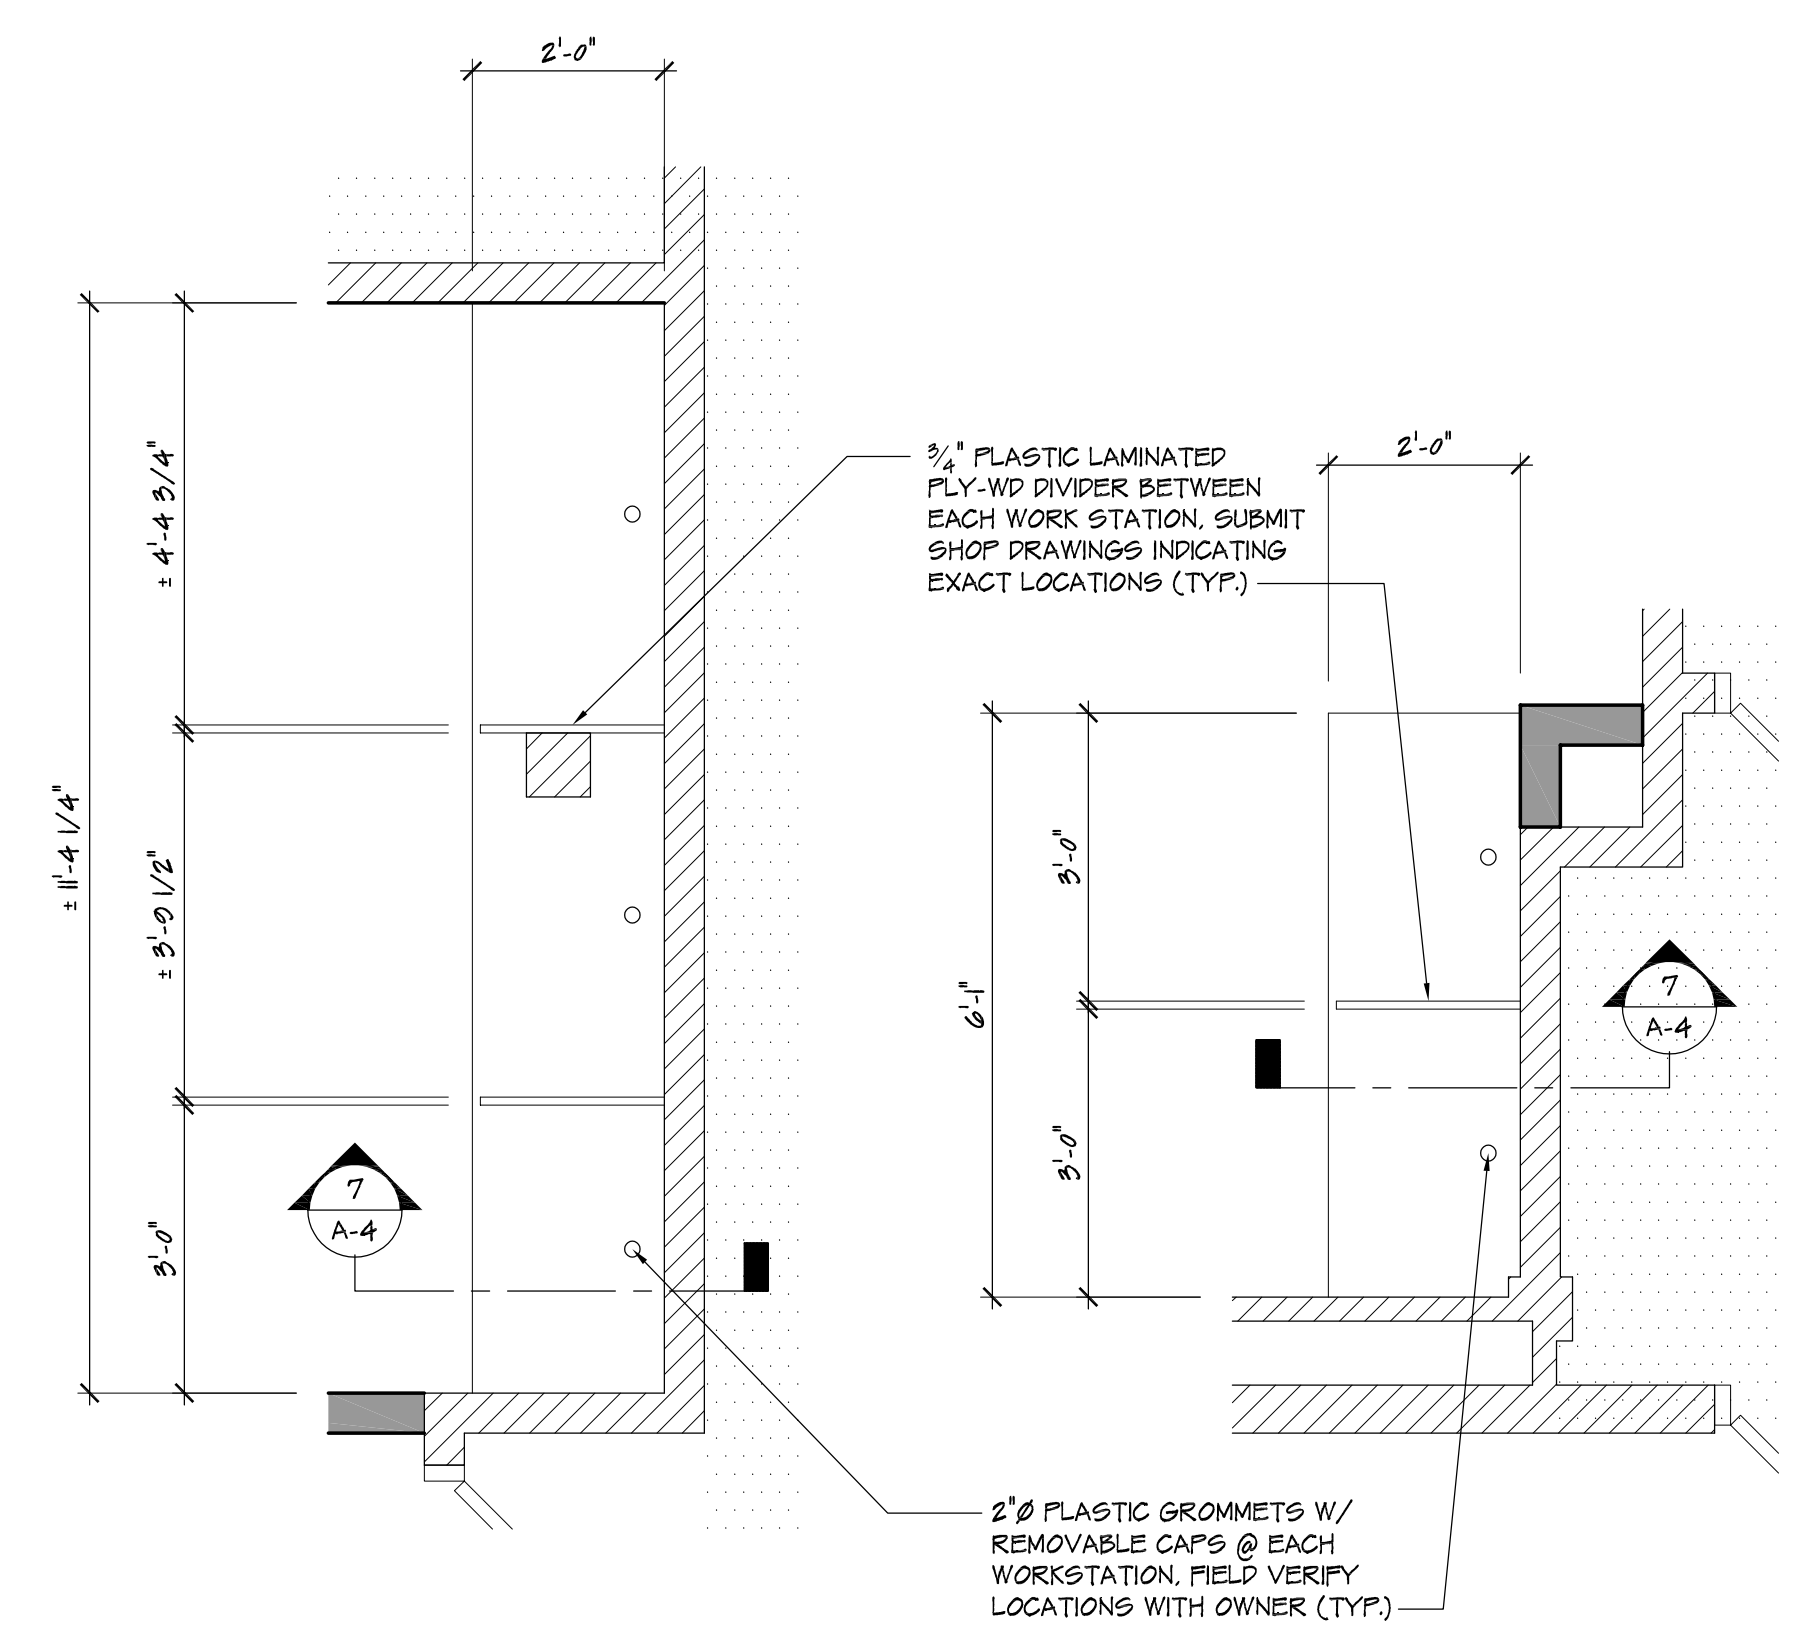 2'-0"
± 4'-4 3/4"
± 11'-4 1/4"
± 3'-9 1/2"
3'-0"
7
A-4
3/4" PLASTIC LAMINATED
PLY-WD DIVIDER BETWEEN
EACH WORK STATION, SUBMIT
SHOP DRAWINGS INDICATING
EXACT LOCATIONS (TYP.)
2'-0"
3'-0"
6'-1"
3'-0"
7
A-4
2"Ø PLASTIC GROMMETS W/
REMOVABLE CAPS @ EACH
WORKSTATION, FIELD VERIFY
LOCATIONS WITH OWNER (TYP.)